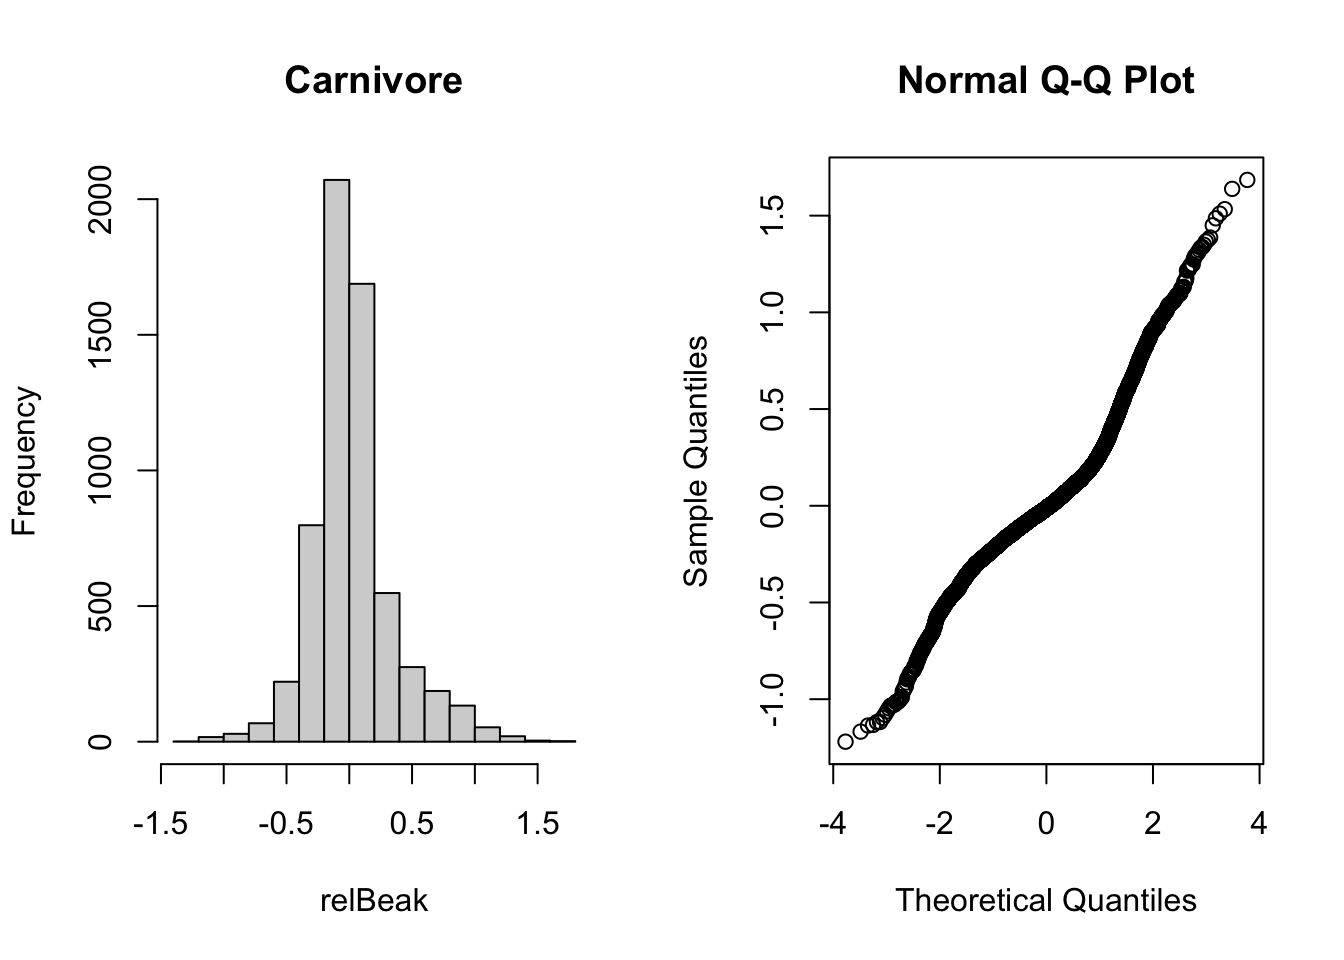 Carnivore
Frequency
2000
1500
1000
500
0
-1.5 -0.5 0.5 1.5
relBeak
Normal Q-Q Plot
Sample Quantiles
1.5
1.0
0.5
0.0
-0.5
-1.0
-4 -2 0 2 4
Theoretical Quantiles